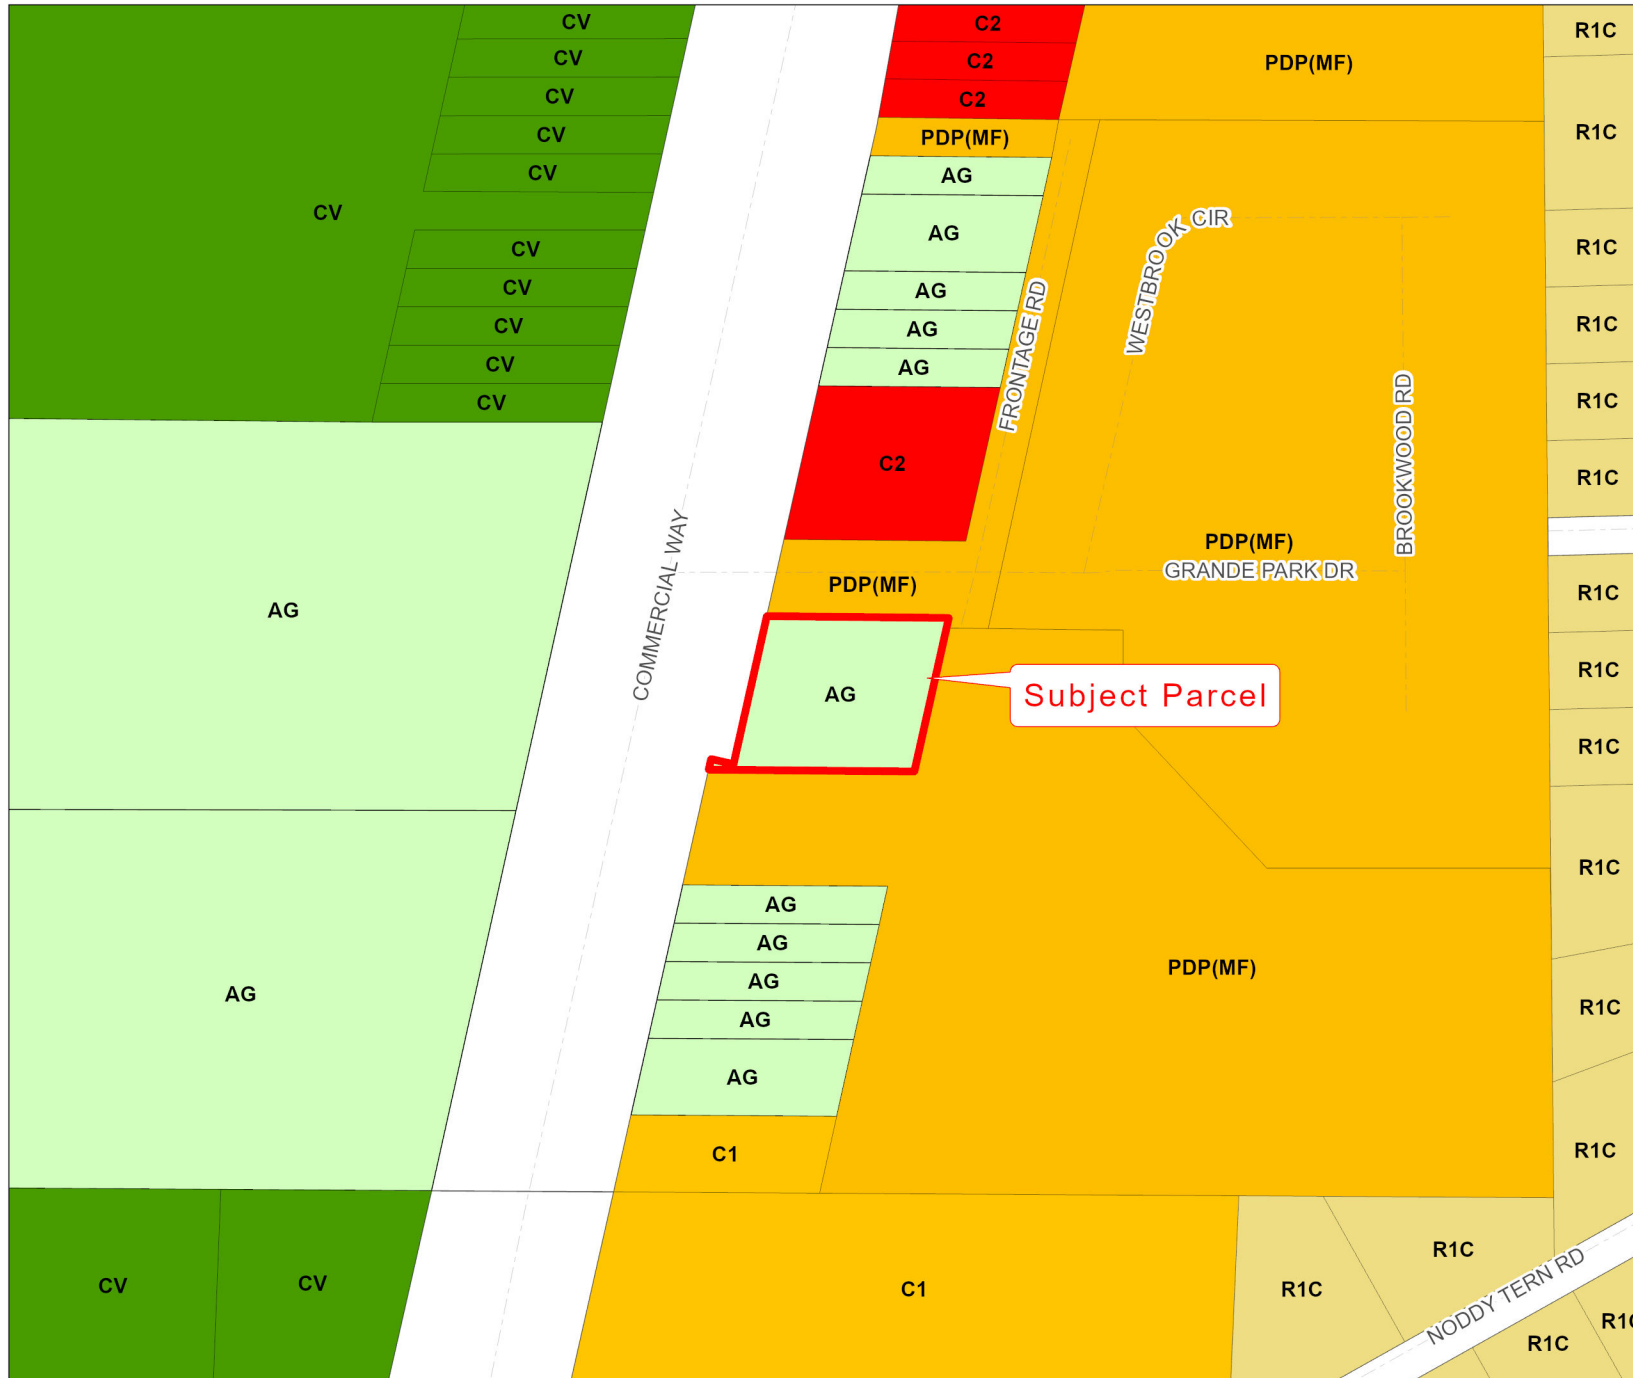 CV
CV
CV
CV
CV
CV
CV
CV
CV
CV
CV
C2
C2
C2
PDP(MF)
AG
AG
AG
AG
AG
C2
PDP(MF)
PDP(MF)
WESTBROOK CIR
FRONTAGE RD
BROOKWOOD RD
PDP(MF)
GRANDE PARK DR
COMMERCIAL WAY
AG
AG
Subject Parcel
AG
AG
AG
AG
AG
AG
PDP(MF)
C1
CV
CV
C1
R1C
R1C
R1C
R1C
R1C
R1C
R1C
R1C
R1C
R1C
R1C
R1C
R1C
R1C
NODDY TERN RD
R1C